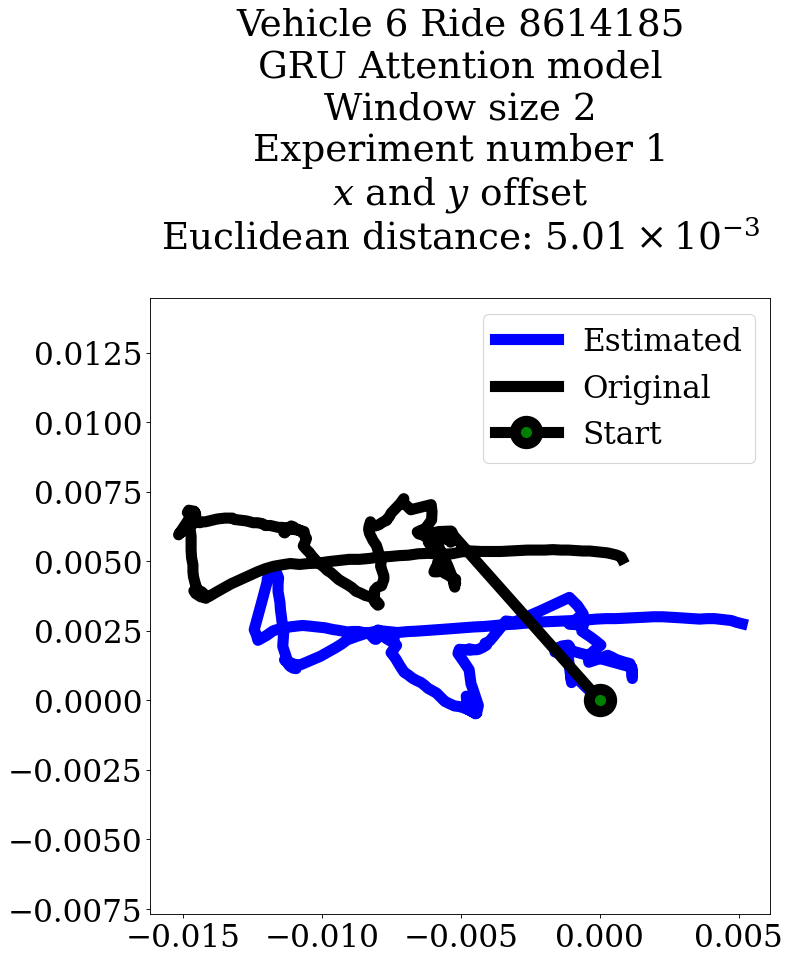 Vehicle 6 Ride 8614185
GRU Attention model
Window size 2
Experiment number 1
x and y offset
Euclidean distance: 5.01 × 10⁻³
Estimated
Original
Start
0.0125
0.0100
0.0075
0.0050
0.0025
0.0000
−0.0025
−0.0050
−0.0075
−0.015 −0.010 −0.005 0.000 0.005